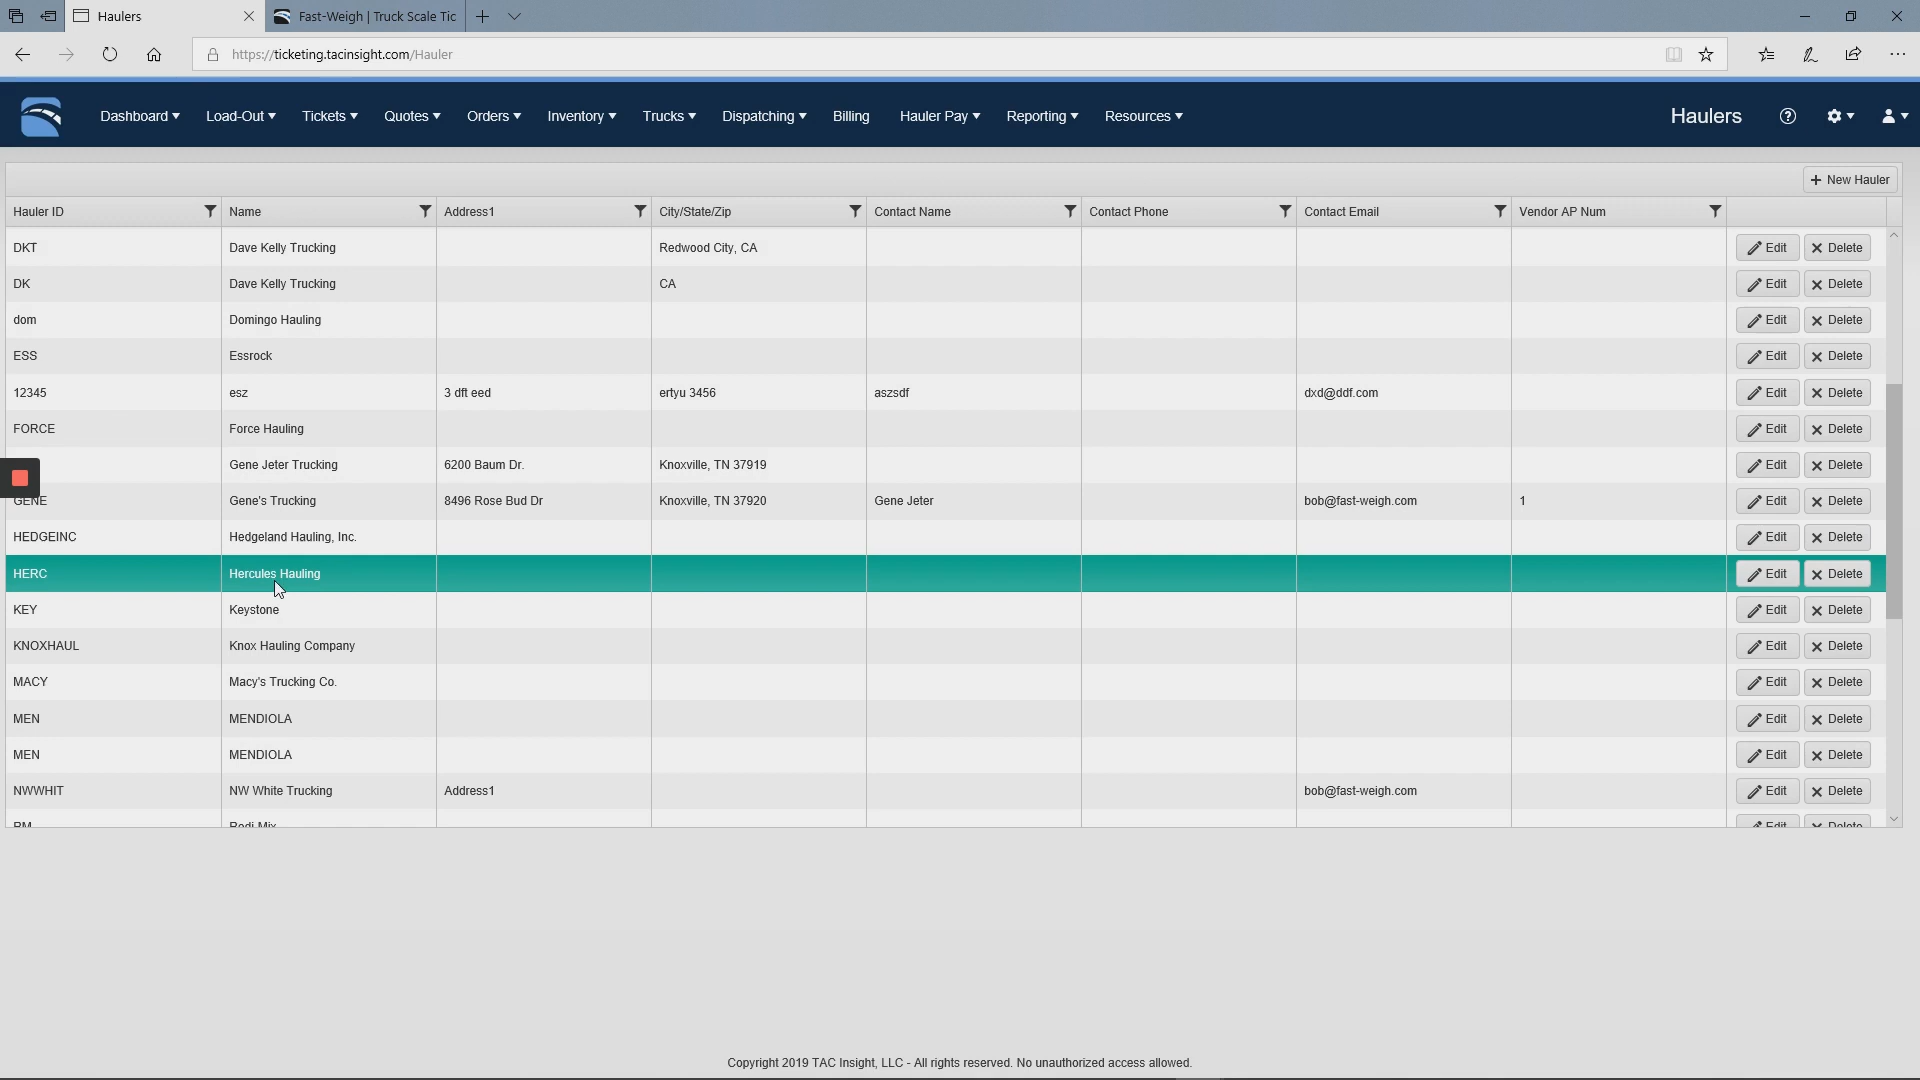 Haulers
Fast-Weigh | Truck Scale Tic
https://ticketing.tacinsight.com/Hauler
Dashboard Load-Out Tickets Quotes Orders Inventory Trucks Dispatching Billing Hauler Pay Reporting Resources Haulers
+ New Hauler
Hauler ID Name Address1 City/State/Zip Contact Name Contact Phone Contact Email Vendor AP Num
DKT Dave Kelly Trucking Redwood City, CA Edit Delete
DK Dave Kelly Trucking CA Edit Delete
dom Domingo Hauling Edit Delete
ESS Essrock Edit Delete
12345 esz 3 dft eed ertyu 3456 aszsdf dxd@ddf.com Edit Delete
FORCE Force Hauling Edit Delete
Gene Jeter Trucking 6200 Baum Dr. Knoxville, TN 37919 Edit Delete
GENE Gene's Trucking 8496 Rose Bud Dr Knoxville, TN 37920 Gene Jeter bob@fast-weigh.com 1 Edit Delete
HEDGEINC Hedgeland Hauling, Inc. Edit Delete
HERC Hercules Hauling Edit Delete
KEY Keystone Edit Delete
KNOXHAUL Knox Hauling Company Edit Delete
MACY Macy's Trucking Co. Edit Delete
MEN MENDIOLA Edit Delete
MEN MENDIOLA Edit Delete
NWWHIT NW White Trucking Address1 bob@fast-weigh.com Edit Delete
RM Redi Mix Edit Delete
Copyright 2019 TAC Insight, LLC - All rights reserved. No unauthorized access allowed.